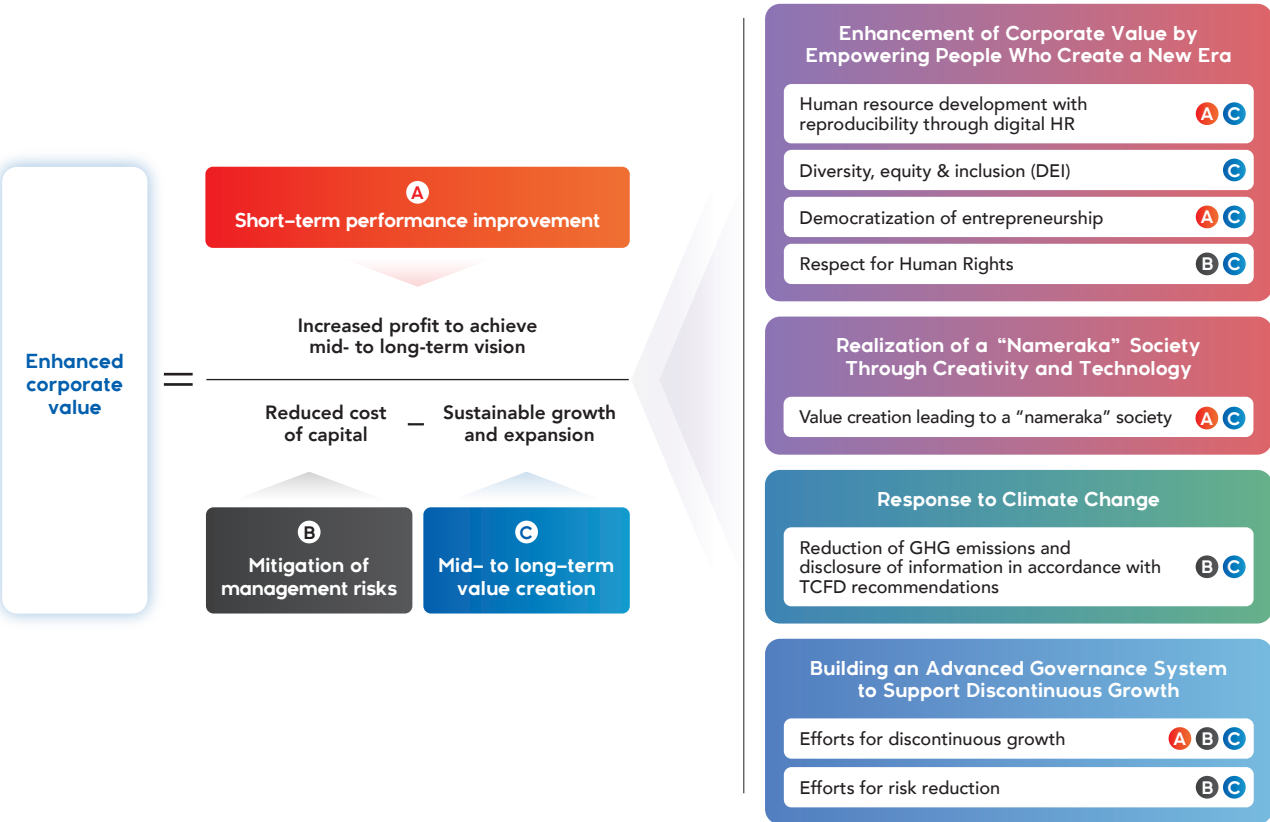 Enhanced
corporate
value
=
A
Short–term performance improvement
Increased profit to achieve
mid- to long-term vision
Reduced cost
of capital
–
Sustainable growth
and expansion
B
Mitigation of
management risks
C
Mid– to long–term
value creation
Enhancement of Corporate Value by
Empowering People Who Create a New Era
Human resource development with
reproducibility through digital HR
A C
Diversity, equity & inclusion (DEI)
C
Democratization of entrepreneurship
A C
Respect for Human Rights
B C
Realization of a “Nameraka” Society
Through Creativity and Technology
Value creation leading to a “nameraka” society
A C
Response to Climate Change
Reduction of GHG emissions and
disclosure of information in accordance with
TCFD recommendations
B C
Building an Advanced Governance System
to Support Discontinuous Growth
Efforts for discontinuous growth
A B C
Efforts for risk reduction
B C